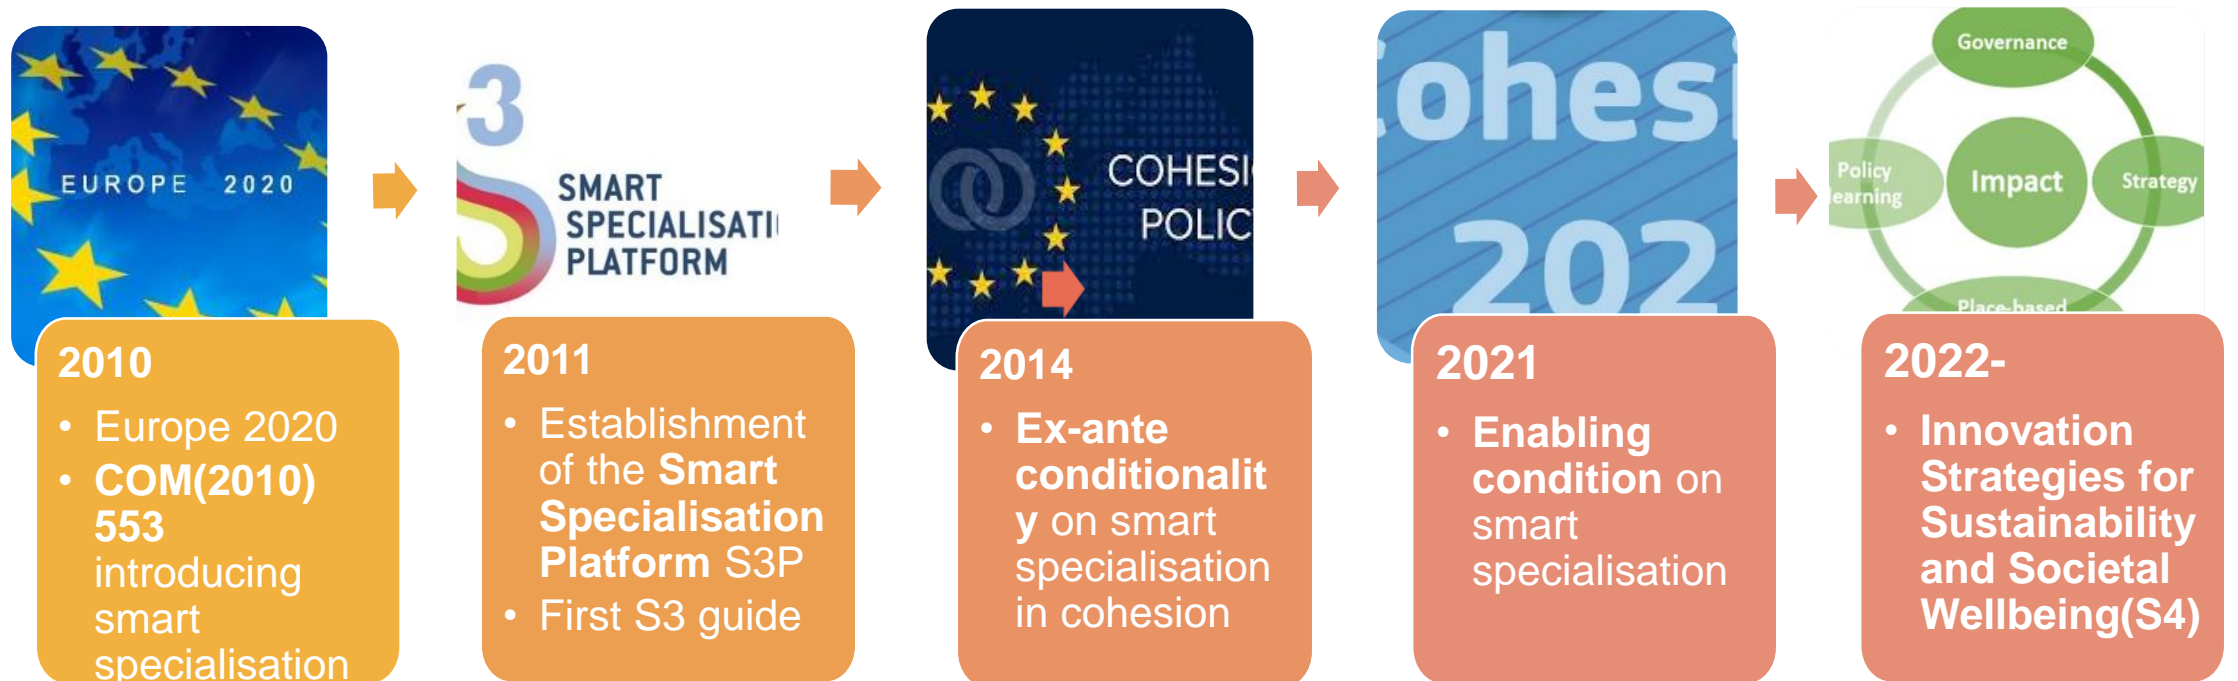 EUROPE 2020
3
SMART
SPECIALISATI
PLATFORM
COHESI
POLIC
ohesi
202
Governance
Policy
learning
Impact
Strategy
Place-based
2010
• Europe 2020
• COM(2010)
553
introducing
smart
specialisation
2011
• Establishment
of the Smart
Specialisation
Platform S3P
• First S3 guide
2014
• Ex-ante
conditionalit
y on smart
specialisation
in cohesion
2021
• Enabling
condition on
smart
specialisation
2022-
• Innovation
Strategies for
Sustainability
and Societal
Wellbeing(S4)